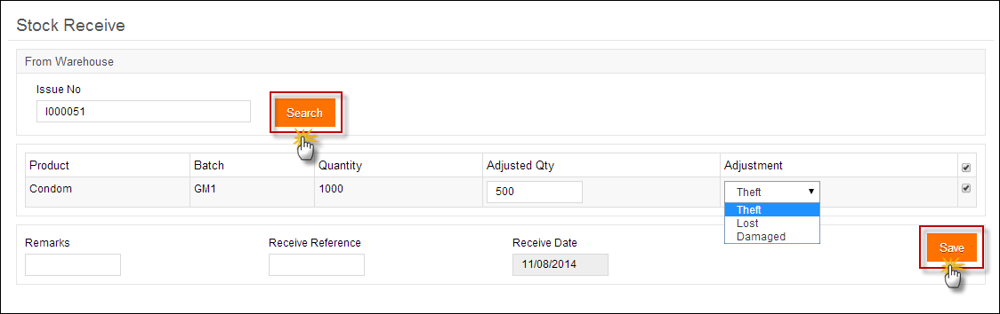 Stock Receive
From Warehouse
Issue No
I000051
Search
Product Batch Quantity Adjusted Qty Adjustment
Condom GM1 1000 500 Theft
Theft
Lost
Damaged
Remarks Receive Reference Receive Date
11/08/2014
Save